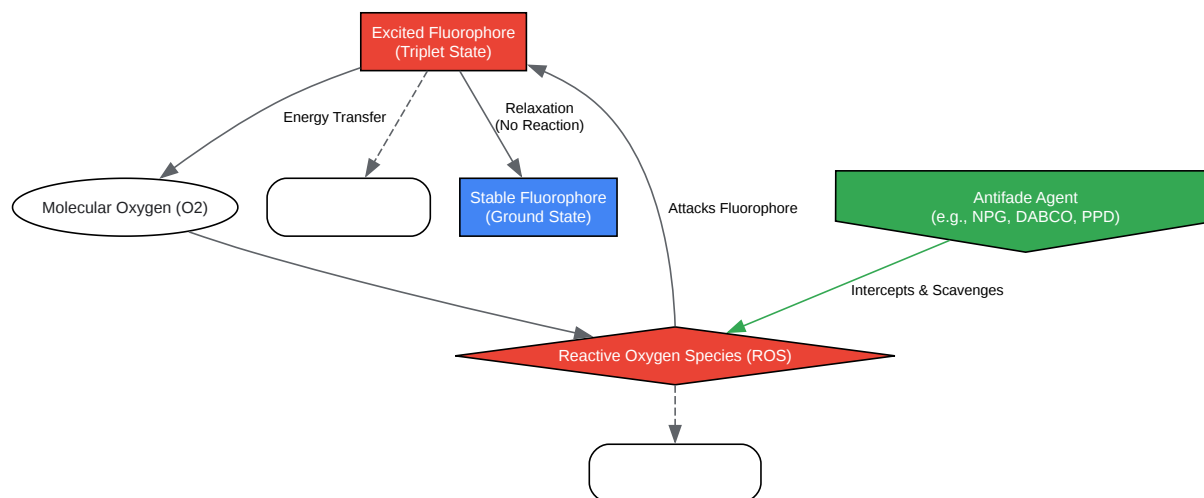 Excited Fluorophore
(Triplet State)
Energy Transfer
Relaxation
(No Reaction)
Molecular Oxygen (O2)
Stable Fluorophore
(Ground State)
Attacks Fluorophore
Antifade Agent
(e.g., NPG, DABCO, PPD)
Intercepts & Scavenges
Reactive Oxygen Species (ROS)